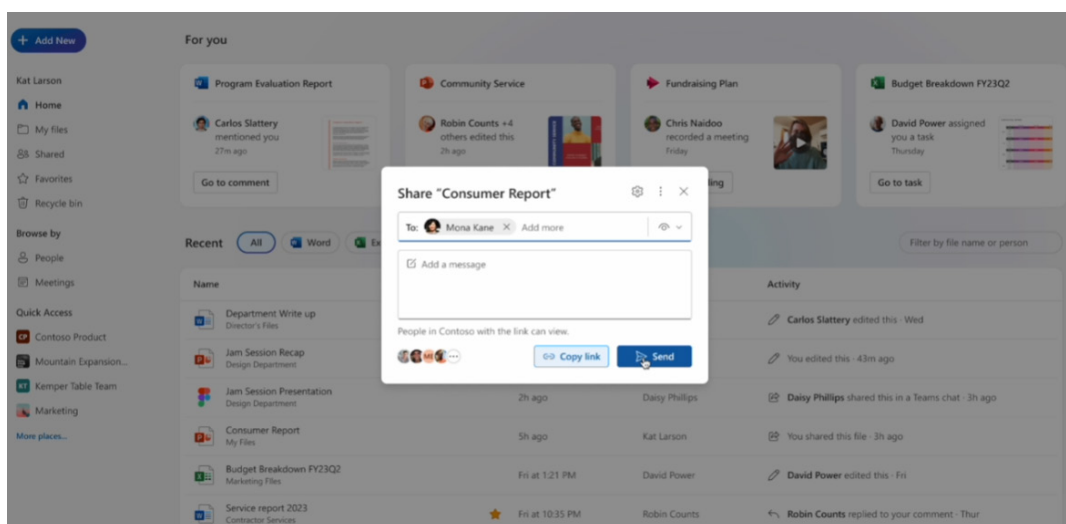 + Add New
For you
Kat Larson
Home
My files
Shared
Favorites
Recycle bin
Browse by
People
Meetings
Quick Access
CP Contoso Product
Mountain Expansion...
KT Kemper Table Team
Marketing
More places...
Program Evaluation Report
Carlos Slattery
mentioned you
27m ago
Go to comment
Community Service
Robin Counts +4
others edited this
2h ago
Fundraising Plan
Chris Naidoo
recorded a meeting
Friday
Budget Breakdown FY23Q2
David Power assigned
you a task
Thursday
Go to task
Share "Consumer Report"
To: Mona Kane × Add more
Add a message
People in Contoso with the link can view.
Copy link
Send
Recent All Word
Filter by file name or person
Name Activity
Department Write up
Director's Files
Carlos Slattery edited this · Wed
Jam Session Recap
Design Department
You edited this · 43m ago
Jam Session Presentation
Design Department
2h ago Daisy Phillips Daisy Phillips shared this in a Teams chat · 3h ago
Consumer Report
My Files
5h ago Kat Larson You shared this file · 3h ago
Budget Breakdown FY23Q2
Marketing Files
Fri at 1:21 PM David Power David Power edited this · Fri
Service report 2023
Contractor Services
Fri at 10:35 PM Robin Counts Robin Counts replied to your comment · Thur